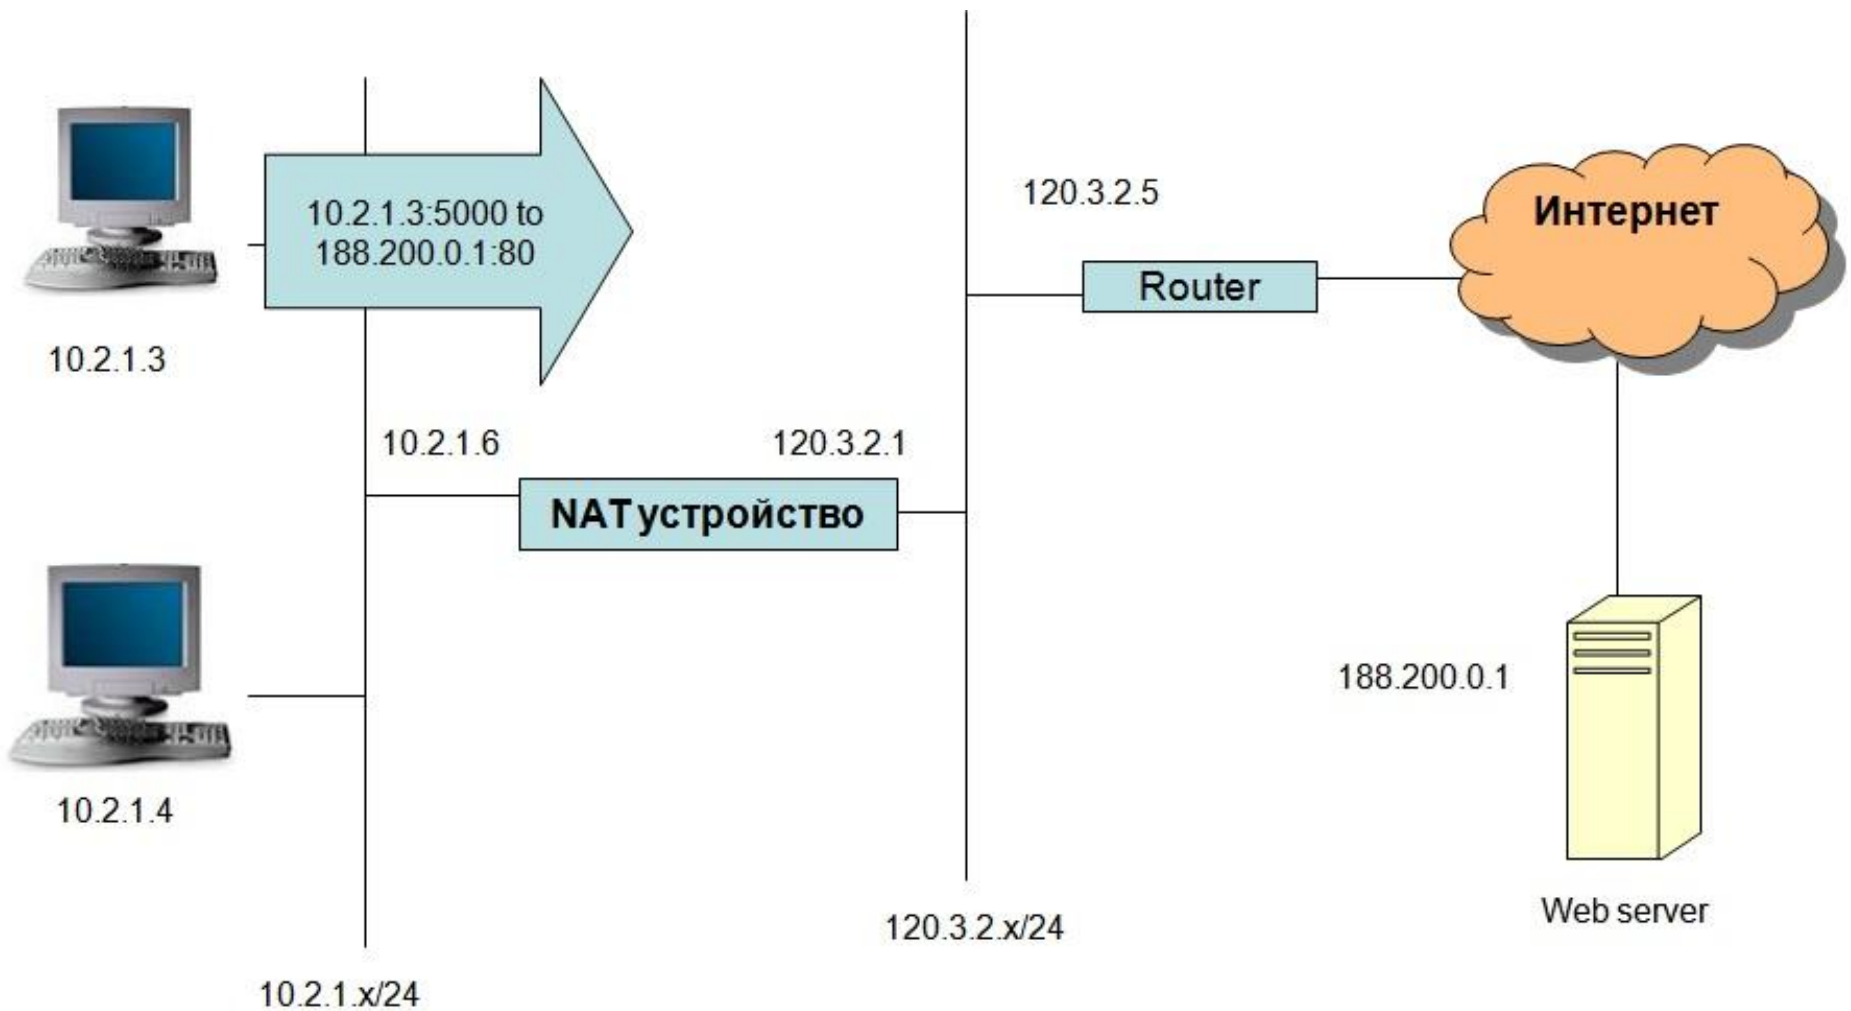 120.3.2.5
Интернет
10.2.1.3:5000 to
188.200.0.1:80
Router
10.2.1.3
10.2.1.6
120.3.2.1
NAT устройство
188.200.0.1
10.2.1.4
Web server
120.3.2.x/24
10.2.1.x/24